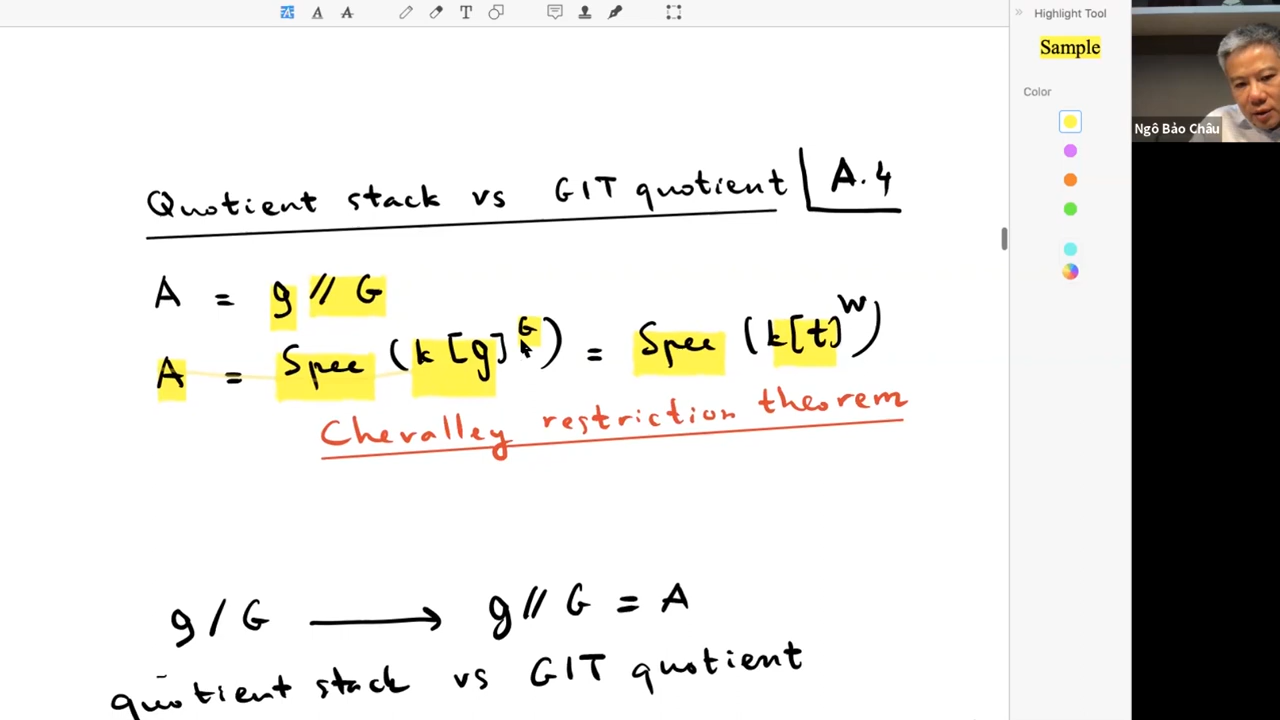 Highlight Tool
Sample
Color
Ngô Bảo Châu
Quotient stack vs GIT quotient | A.4
A = g // G
A = Spec (k[g]^G) = Spec (k[t]^W)
Chevalley restriction theorem
g / G ⟶ g // G = A
quotient stack vs GIT quotient